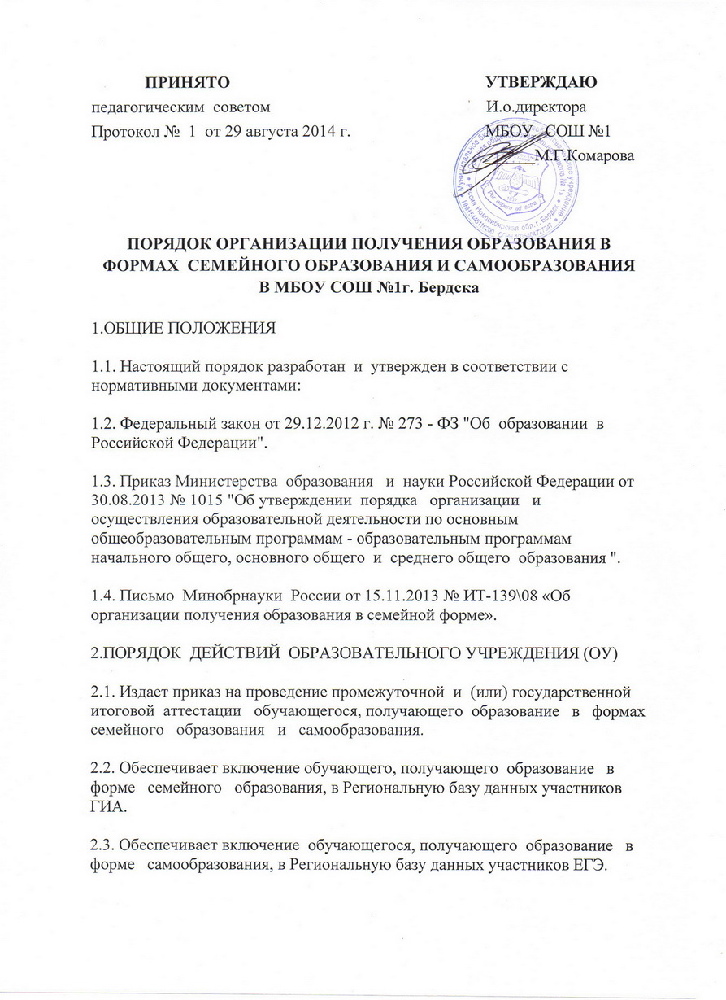 ПРИНЯТО
УТВЕРЖДАЮ
педагогическим советом
И.о.директора
Протокол № 1 от 29 августа 2014 г.
МБОУ СОШ №1
М.Г.Комарова
ПОРЯДОК ОРГАНИЗАЦИИ ПОЛУЧЕНИЯ ОБРАЗОВАНИЯ В
ФОРМАХ СЕМЕЙНОГО ОБРАЗОВАНИЯ И САМООБРАЗОВАНИЯ
В МБОУ СОШ №1г. Бердска
1.ОБЩИЕ ПОЛОЖЕНИЯ
1.1. Настоящий порядок разработан и утвержден в соответствии с
нормативными документами:
1.2. Федеральный закон от 29.12.2012 г. № 273 - ФЗ "Об образовании в
Российской Федерации".
1.3. Приказ Министерства образования и науки Российской Федерации от
30.08.2013 № 1015 "Об утверждении порядка организации и
осуществления образовательной деятельности по основным
общеобразовательным программам - образовательным программам
начального общего, основного общего и среднего общего образования ".
1.4. Письмо Минобрнауки России от 15.11.2013 № ИТ-139\08 «Об
организации получения образования в семейной форме».
2.ПОРЯДОК ДЕЙСТВИЙ ОБРАЗОВАТЕЛЬНОГО УЧРЕЖДЕНИЯ (ОУ)
2.1. Издает приказ на проведение промежуточной и (или) государственной
итоговой аттестации обучающегося, получающего образование в формах
семейного образования и самообразования.
2.2. Обеспечивает включение обучающего, получающего образование в
форме семейного образования, в Региональную базу данных участников
ГИА.
2.3. Обеспечивает включение обучающегося, получающего образование в
форме самообразования, в Региональную базу данных участников ЕГЭ.